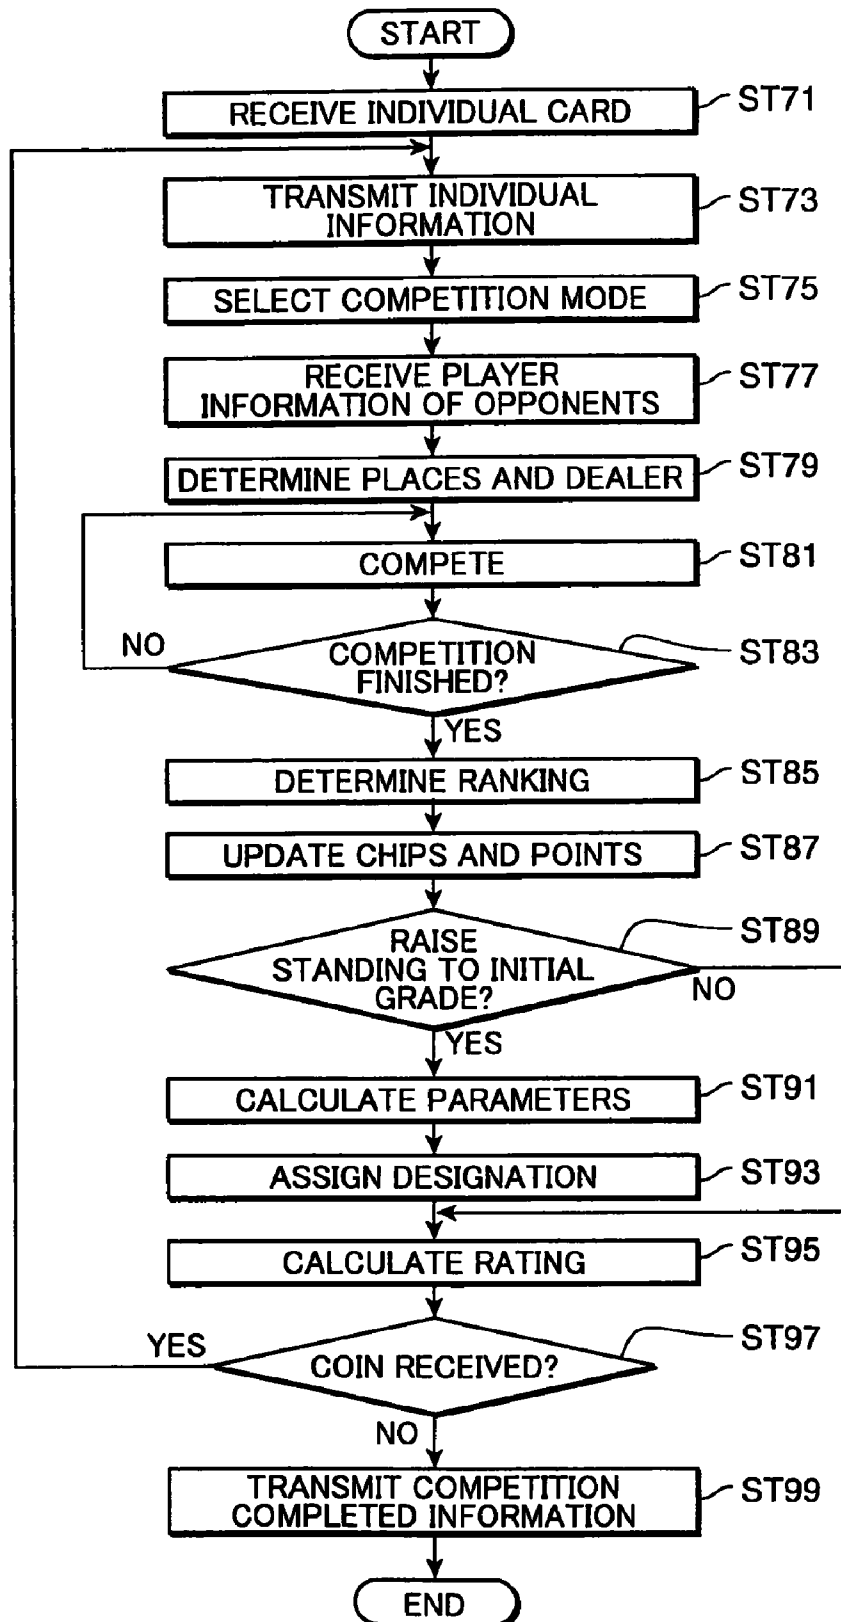 START
RECEIVE INDIVIDUAL CARD
ST71
TRANSMIT INDIVIDUAL
INFORMATION
ST73
SELECT COMPETITION MODE
ST75
RECEIVE PLAYER
INFORMATION OF OPPONENTS
ST77
DETERMINE PLACES AND DEALER
ST79
COMPETE
ST81
NO
COMPETITION
FINISHED?
ST83
YES
DETERMINE RANKING
ST85
UPDATE CHIPS AND POINTS
ST87
RAISE
STANDING TO INITIAL
GRADE?
ST89
NO
YES
CALCULATE PARAMETERS
ST91
ASSIGN DESIGNATION
ST93
CALCULATE RATING
ST95
YES
COIN RECEIVED?
ST97
NO
TRANSMIT COMPETITION
COMPLETED INFORMATION
ST99
END